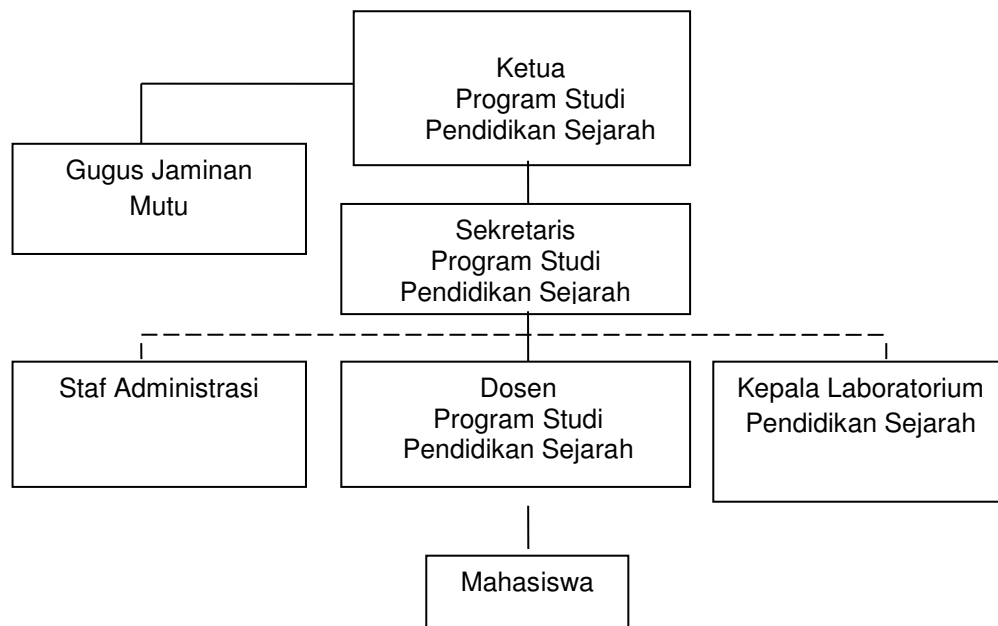 Ketua
Program Studi
Pendidikan Sejarah
Gugus Jaminan
Mutu
Sekretaris
Program Studi
Pendidikan Sejarah
Staf Administrasi
Dosen
Program Studi
Pendidikan Sejarah
Kepala Laboratorium
Pendidikan Sejarah
Mahasiswa